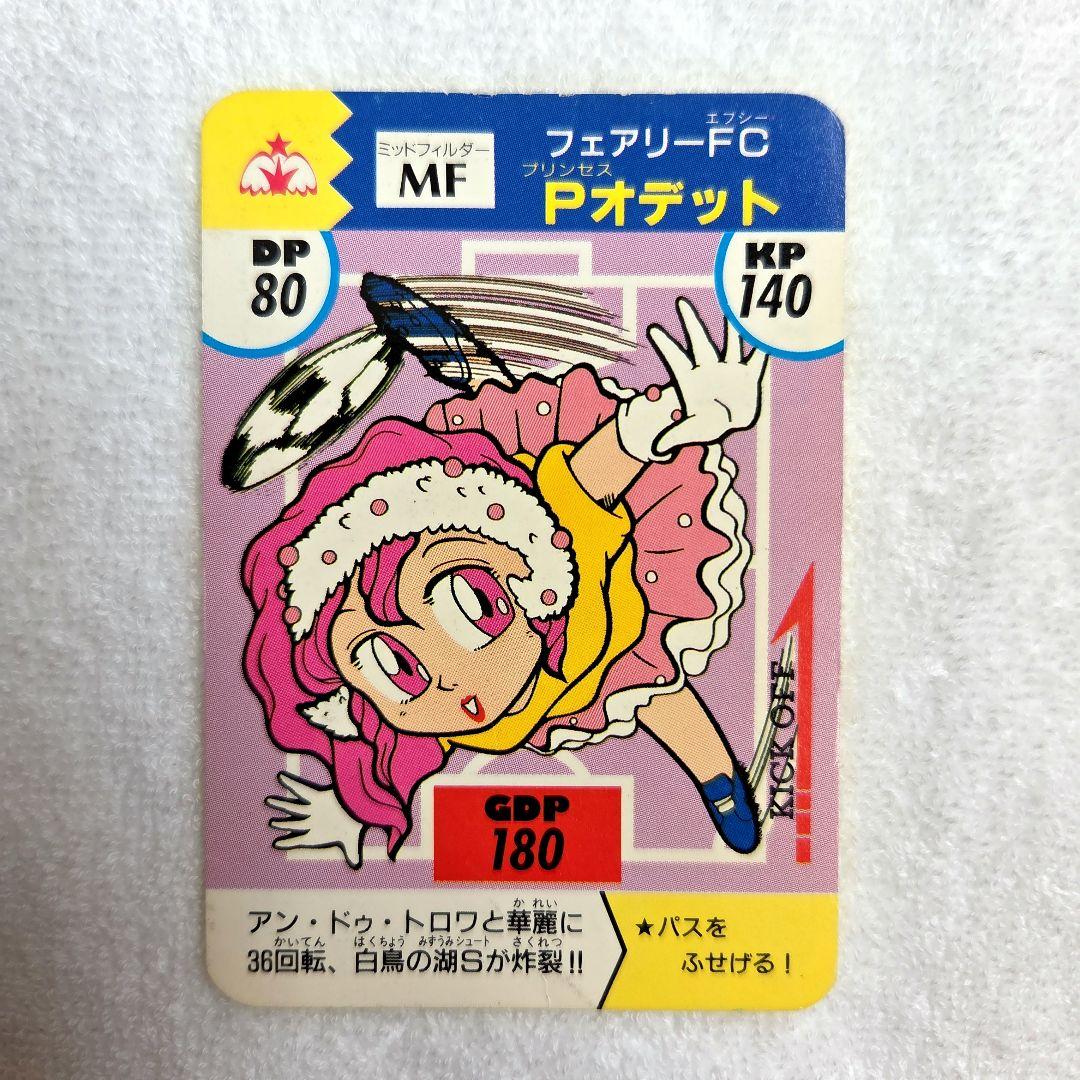 ミッドフィルダー
MF
エフシー
フェアリーFC
プリンセス
Pオデット
DP
80
KP
140
KICK OFF
GDP
180
かれい
アン・ドゥ・トロワと華麗に
かいてん はくちょう みずうみシュート さくれつ
36回転、白鳥の湖Sが炸裂!!
★パスを
ふせげる!